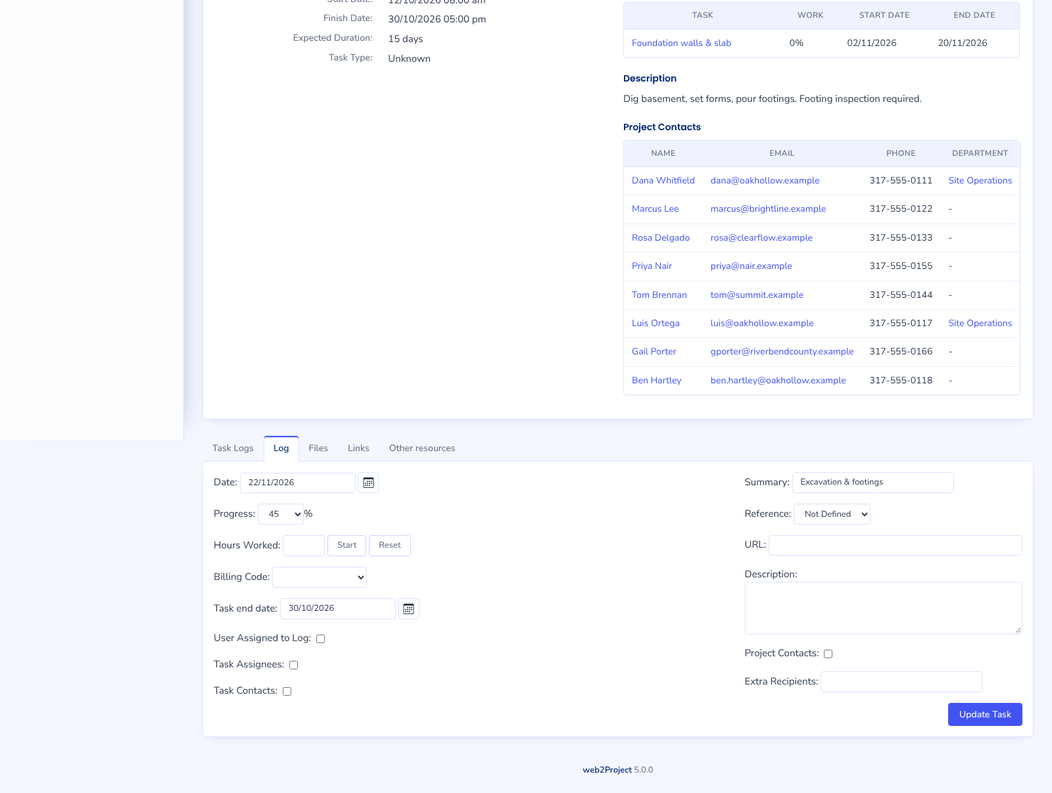 Start Date: 12/10/2026 08:00 am
Finish Date: 30/10/2026 05:00 pm
Expected Duration: 15 days
Task Type: Unknown
TASK WORK START DATE END DATE
Foundation walls & slab 0% 02/11/2026 20/11/2026
Description
Dig basement, set forms, pour footings. Footing inspection required.
Project Contacts
NAME EMAIL PHONE DEPARTMENT
Dana Whitfield dana@oakhollow.example 317-555-0111 Site Operations
Marcus Lee marcus@brightline.example 317-555-0122 -
Rosa Delgado rosa@clearflow.example 317-555-0133 -
Priya Nair priya@nair.example 317-555-0155 -
Tom Brennan tom@summit.example 317-555-0144 -
Luis Ortega luis@oakhollow.example 317-555-0117 Site Operations
Gail Porter gporter@riverbendcounty.example 317-555-0166 -
Ben Hartley ben.hartley@oakhollow.example 317-555-0118 -
Task Logs Log Files Links Other resources
Date: 22/11/2026
Progress: 45 %
Hours Worked: Start Reset
Billing Code:
Task end date: 30/10/2026
User Assigned to Log:
Task Assignees:
Task Contacts:
Summary: Excavation & footings
Reference: Not Defined
URL:
Description:
Project Contacts:
Extra Recipients:
Update Task
web2Project 5.0.0